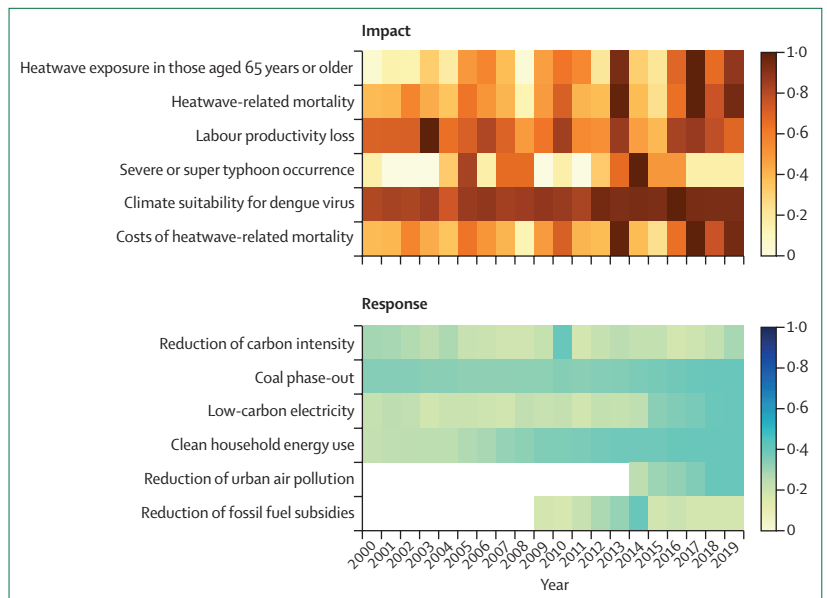 Impact
Heatwave exposure in those aged 65 years or older
Heatwave-related mortality
Labour productivity loss
Severe or super typhoon occurrence
Climate suitability for dengue virus
Costs of heatwave-related mortality
1·0
0·8
0·6
0·4
0·2
0
Response
Reduction of carbon intensity
Coal phase-out
Low-carbon electricity
Clean household energy use
Reduction of urban air pollution
Reduction of fossil fuel subsidies
1·0
0·8
0·6
0·4
0·2
0
2000 2001 2002 2003 2004 2005 2006 2007 2008 2009 2010 2011 2012 2013 2014 2015 2016 2017 2018 2019
Year